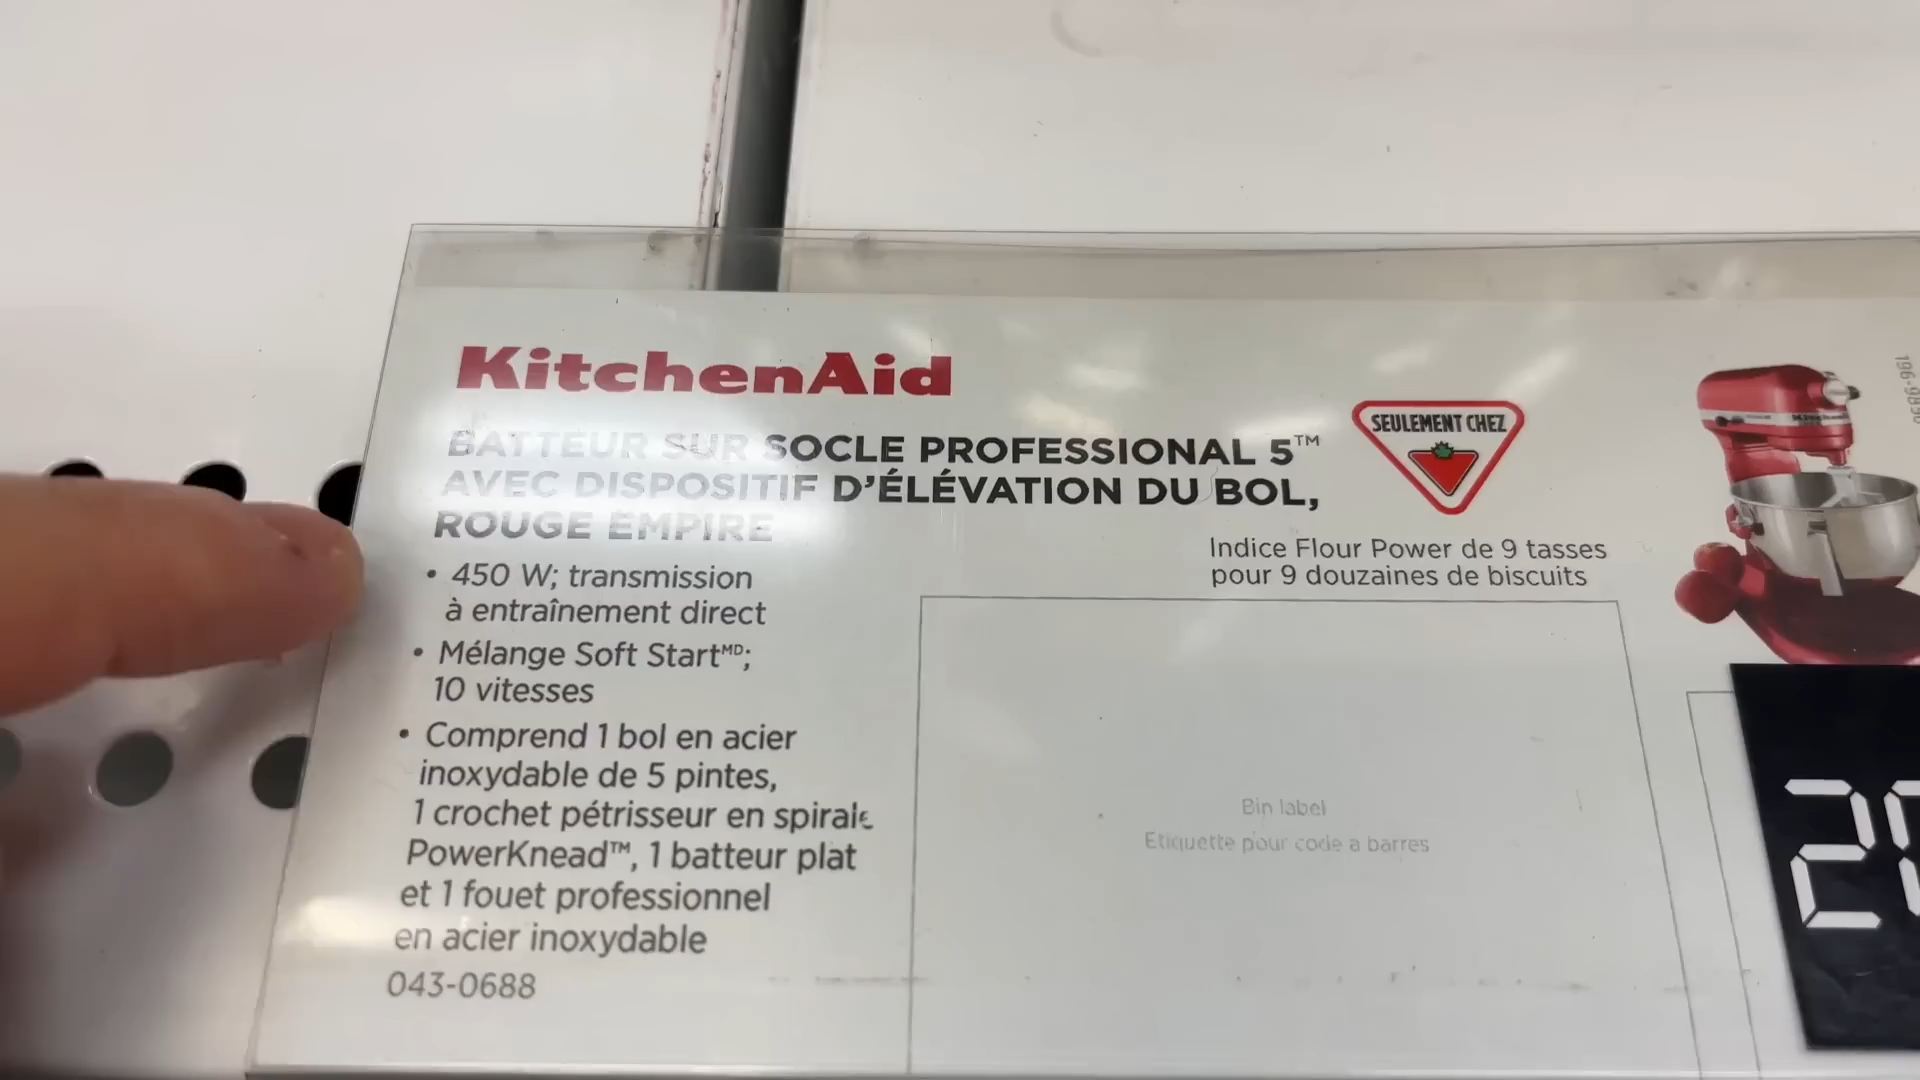 KitchenAid
BATTEUR SUR SOCLE PROFESSIONAL 5™
AVEC DISPOSITIF D'ÉLÉVATION DU BOL,
ROUGE EMPIRE
SEULEMENT CHEZ
Indice Flour Power de 9 tasses
pour 9 douzaines de biscuits
• 450 W; transmission
à entraînement direct
• Mélange Soft Startᴹᴰ;
10 vitesses
• Comprend 1 bol en acier
inoxydable de 5 pintes,
1 crochet pétrisseur en spirale
PowerKnead™, 1 batteur plat
et 1 fouet professionnel
en acier inoxydable
043-0688
Bin label
Etiquette pour code a barres